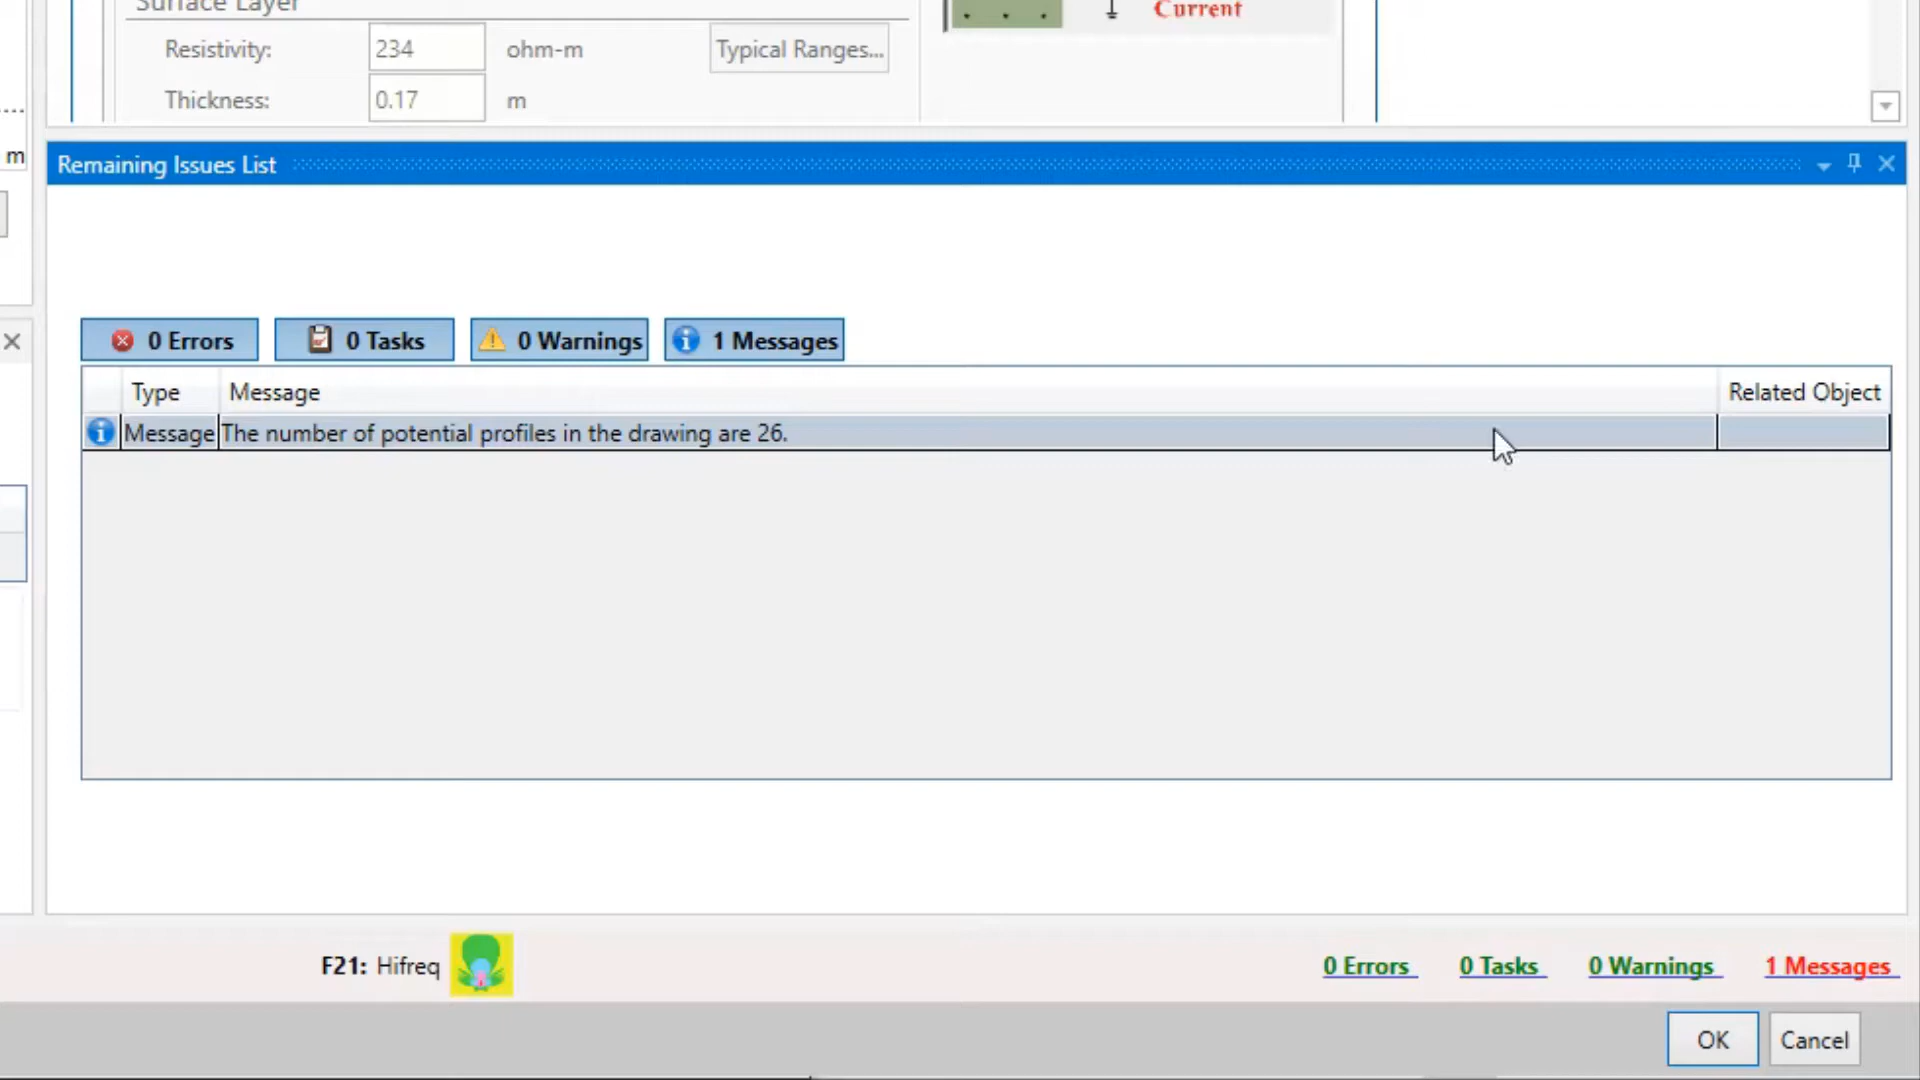 Surface Layer
Current
Resistivity: 234 ohm-m Typical Ranges...
Thickness: 0.17 m
m
Remaining Issues List
0 Errors 0 Tasks 0 Warnings 1 Messages
Type Message Related Object
Message The number of potential profiles in the drawing are 26.
F21: Hifreq 0 Errors 0 Tasks 0 Warnings 1 Messages
OK Cancel